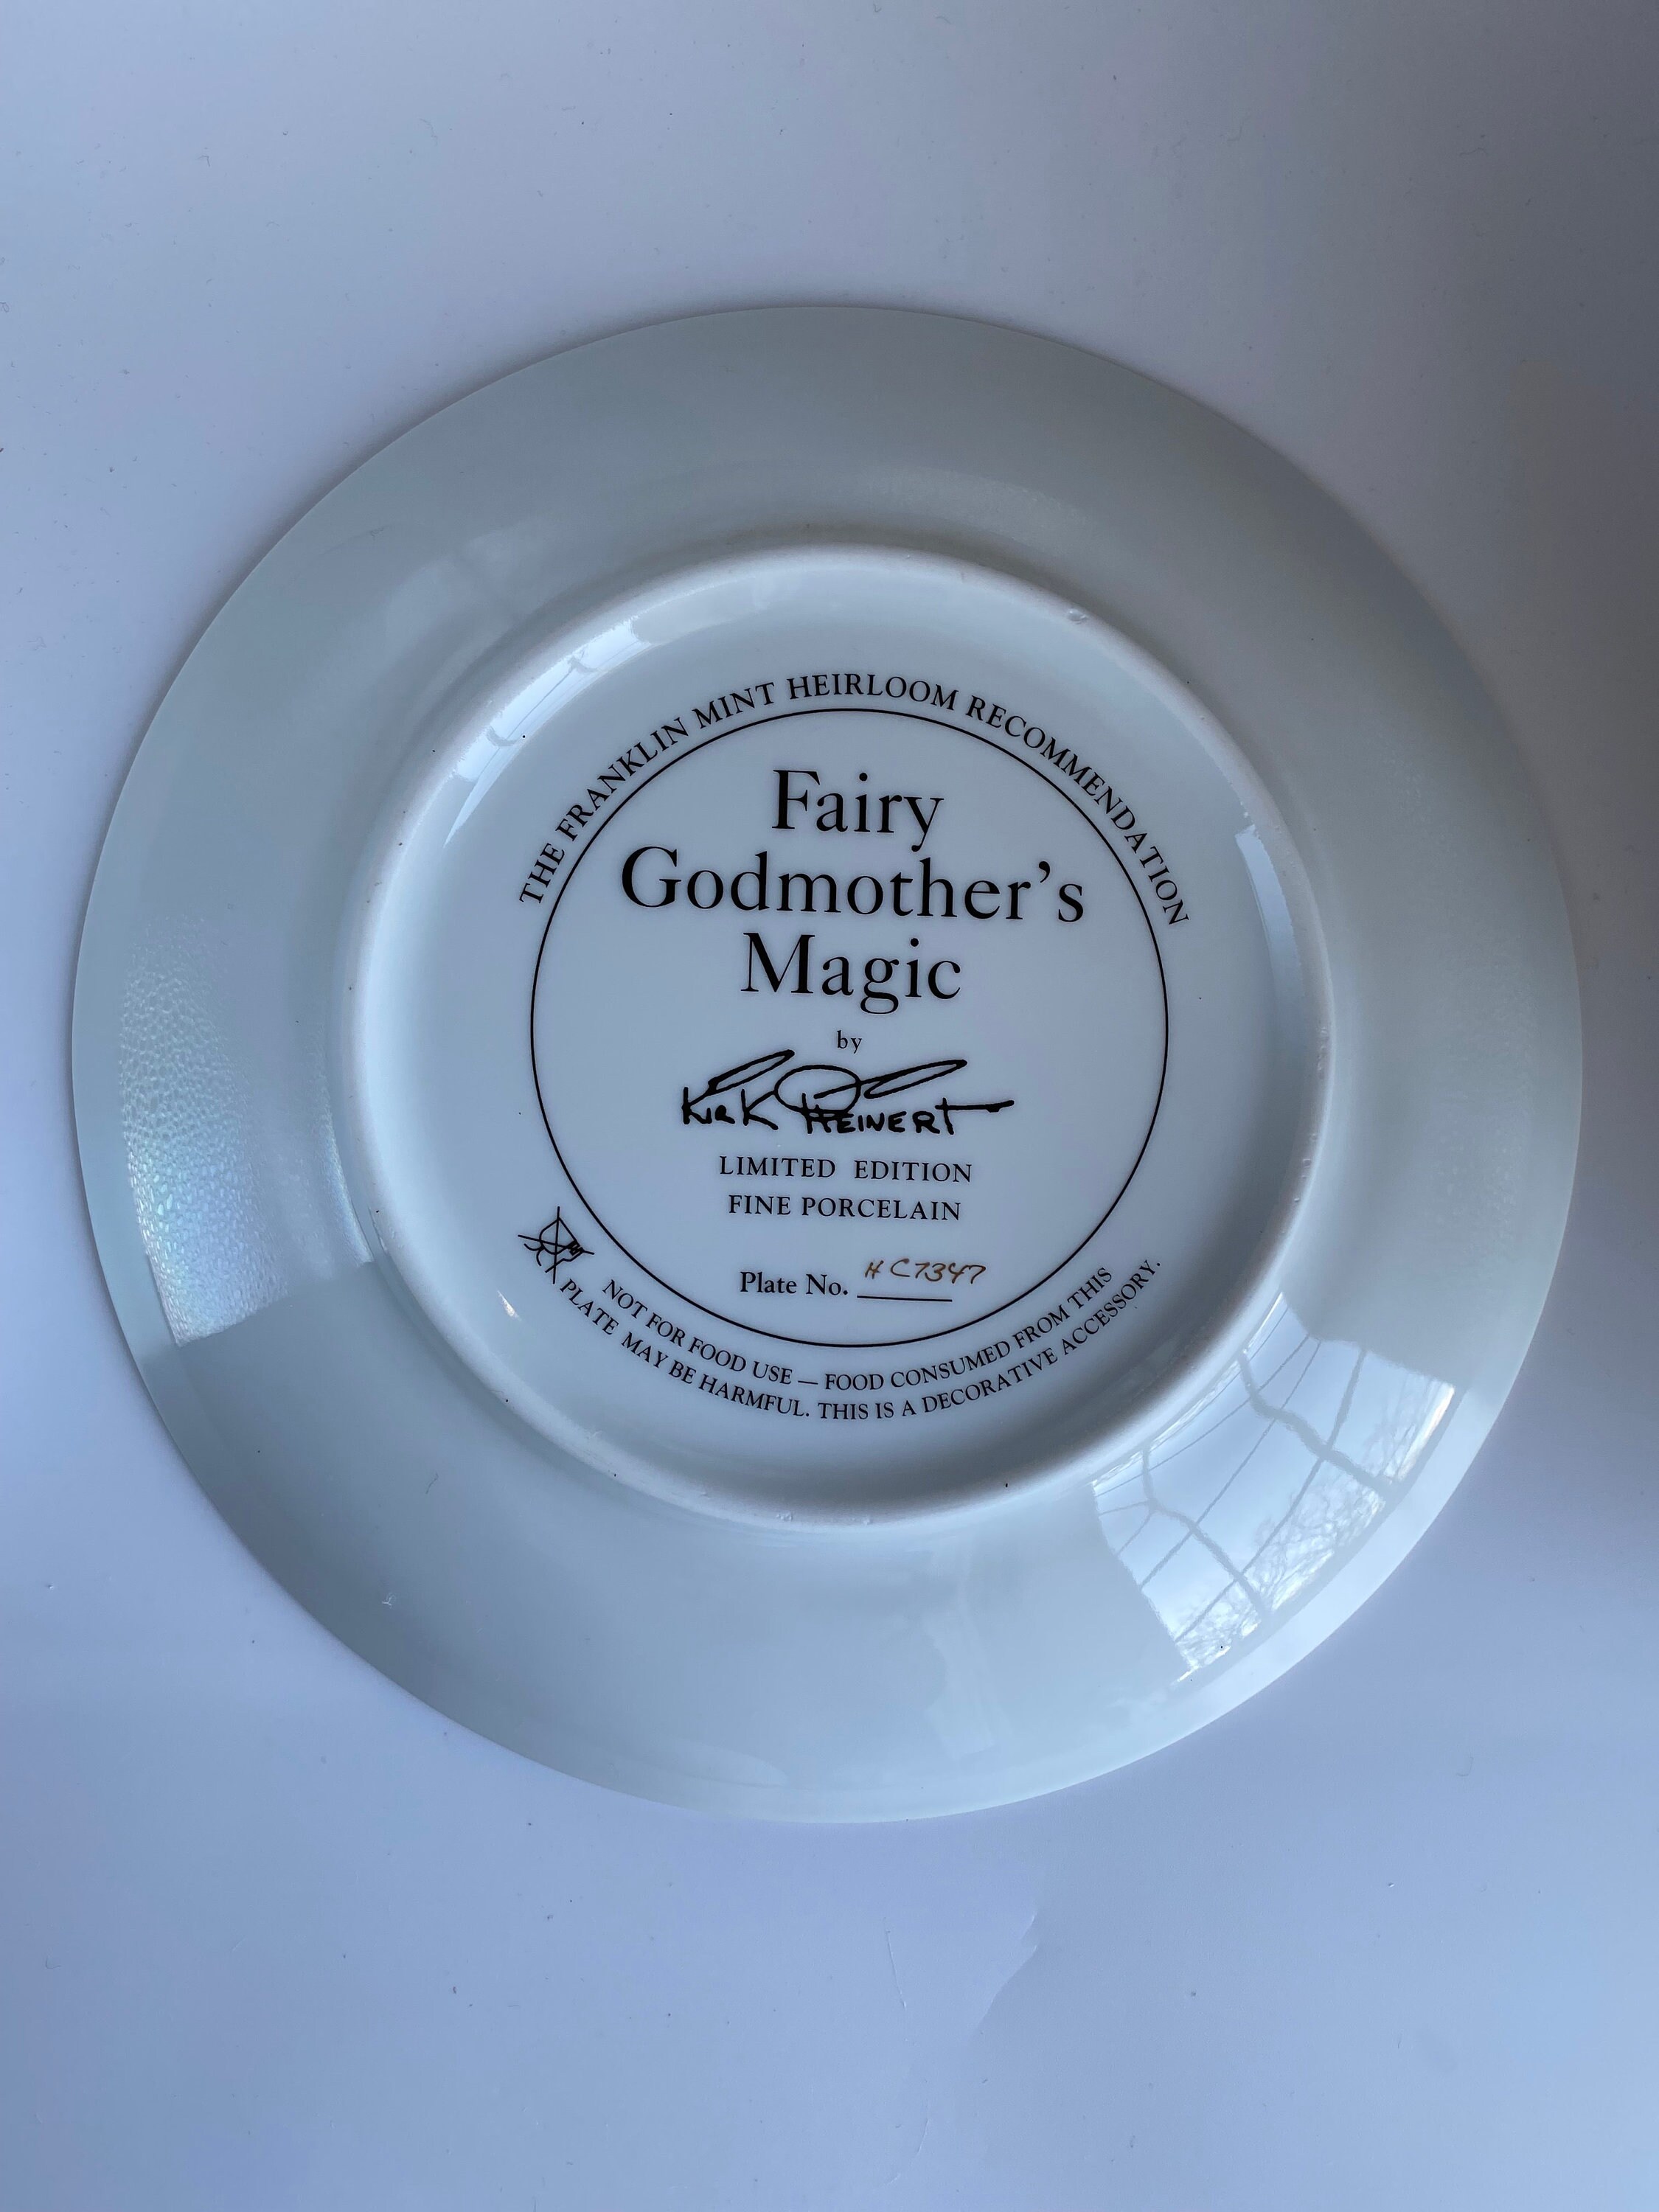 THE FRANKLIN MINT HEIRLOOM RECOMMENDATION
Fairy
Godmother's
Magic
by
KIRK REINERT
LIMITED EDITION
FINE PORCELAIN
Plate No. HC7347
NOT FOR FOOD USE — FOOD CONSUMED FROM THIS
PLATE MAY BE HARMFUL. THIS IS A DECORATIVE ACCESSORY.